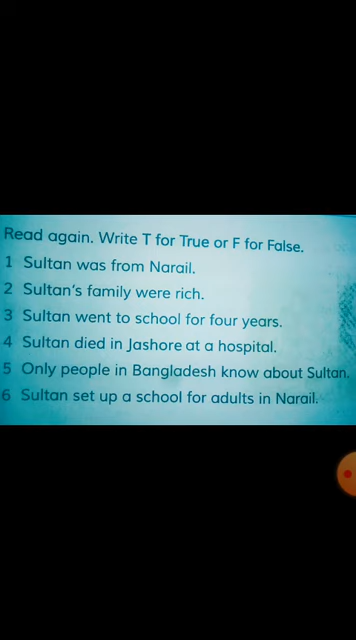 Read again. Write T for True or F for False.
1 Sultan was from Narail.
2 Sultan's family were rich.
3 Sultan went to school for four years.
4 Sultan died in Jashore at a hospital.
5 Only people in Bangladesh know about Sultan.
6 Sultan set up a school for adults in Narail.